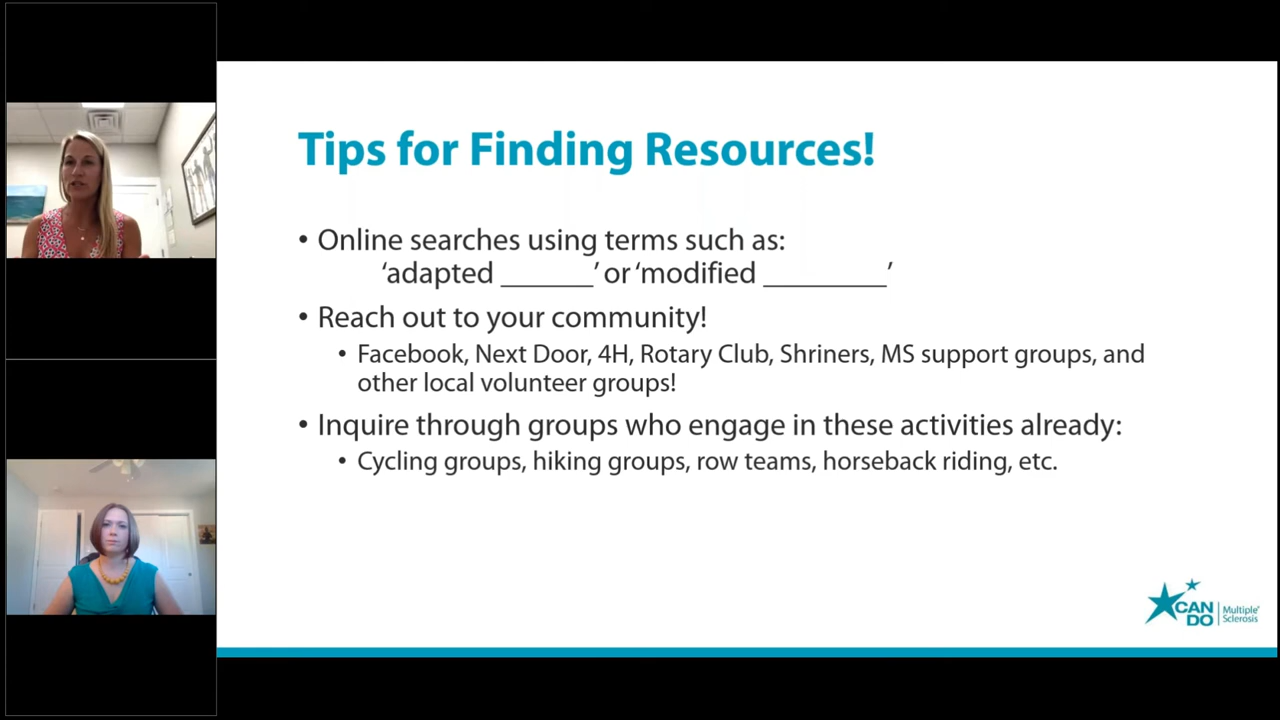 Tips for Finding Resources!
• Online searches using terms such as:
‘adapted ______’ or ‘modified ________’
• Reach out to your community!
• Facebook, Next Door, 4H, Rotary Club, Shriners, MS support groups, and
other local volunteer groups!
• Inquire through groups who engage in these activities already:
• Cycling groups, hiking groups, row teams, horseback riding, etc.
CAN DO
Multiple
Sclerosis